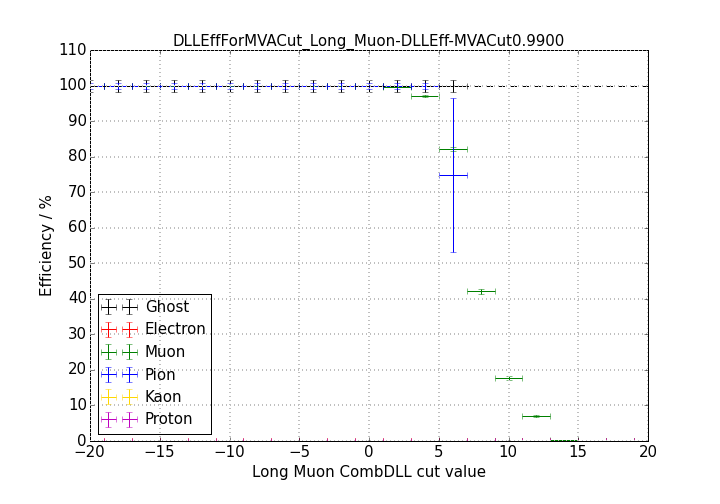 DLLEffForMVACut_Long_Muon-DLLEff-MVACut0.9900
110
100
90
80
70
60
50
40
30
20
10
0
Efficiency / %
Ghost
Electron
Muon
Pion
Kaon
Proton
−20 −15 −10 −5 0 5 10 15 20
Long Muon CombDLL cut value